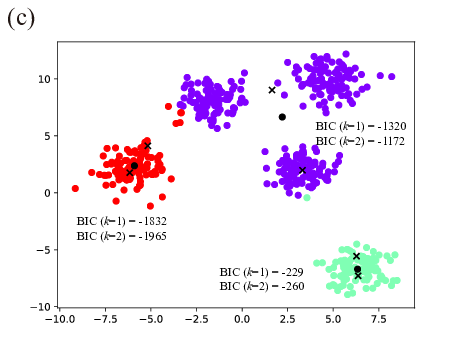 (c)
10
5
0
−5
−10
−10.0 −7.5 −5.0 −2.5 0.0 2.5 5.0 7.5
BIC (k=1) = -1320
BIC (k=2) = -1172
BIC (k=1) = -1832
BIC (k=2) = -1965
BIC (k=1) = -229
BIC (k=2) = -260